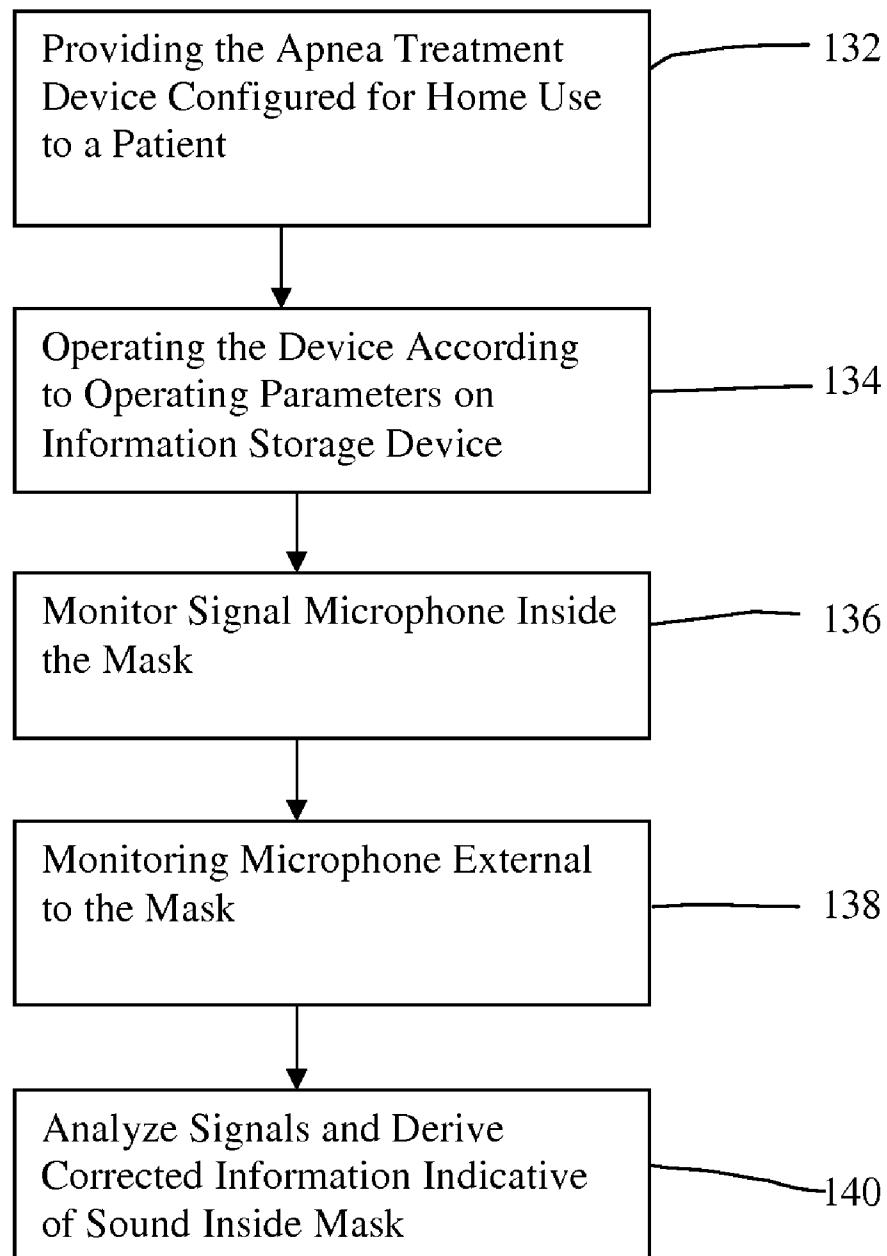 Providing the Apnea Treatment
Device Configured for Home Use
to a Patient
132
Operating the Device According
to Operating Parameters on
Information Storage Device
134
Monitor Signal Microphone Inside
the Mask
136
Monitoring Microphone External
to the Mask
138
Analyze Signals and Derive
Corrected Information Indicative
of Sound Inside Mask
140